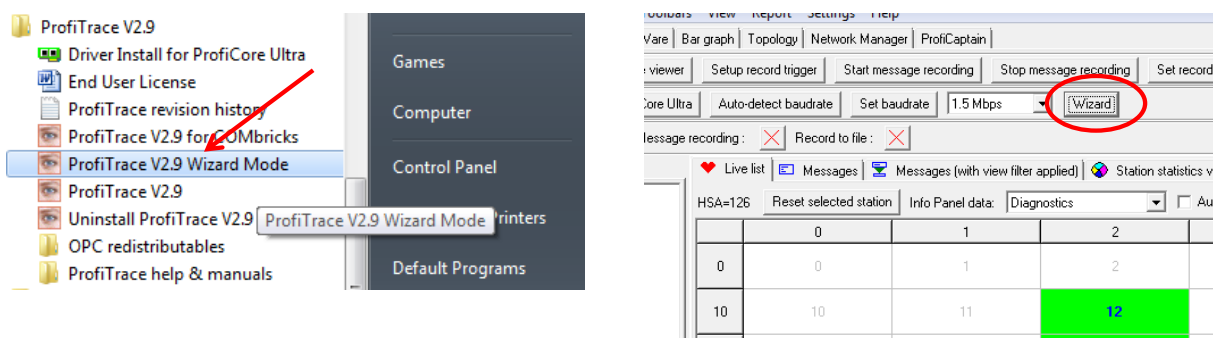 ProfiTrace V2.9
Driver Install for ProfiCore Ultra
End User License
ProfiTrace revision history
ProfiTrace V2.9 for COMbricks
ProfiTrace V2.9 Wizard Mode
ProfiTrace V2.9
Uninstall ProfiTrace V2.9
ProfiTrace V2.9 Wizard Mode
OPC redistributables
ProfiTrace help & manuals
Games
Computer
Control Panel
Printers
Default Programs
Toolbars View Report Settings Help
Bar graph Topology Network Manager ProfiCaptain
viewer Setup record trigger Start message recording Stop message recording Set record
Core Ultra Auto-detect baudrate Set baudrate 1.5 Mbps Wizard
Message recording : Record to file :
Live list Messages Messages (with view filter applied) Station statistics v
HSA=126 Reset selected station Info Panel data: Diagnostics Au
0 1 2
0 0 1 2
10 10 11 12